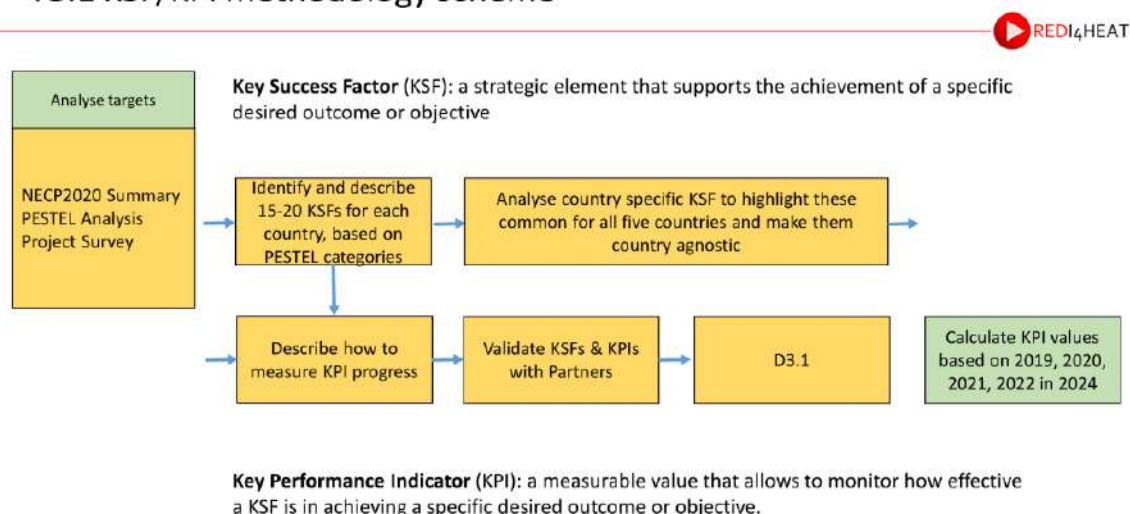 REDI4HEAT
Analyse targets
NECP2020 Summary
PESTEL Analysis
Project Survey
Key Success Factor (KSF): a strategic element that supports the achievement of a specific
desired outcome or objective
Identify and describe
15-20 KSFs for each
country, based on
PESTEL categories
Analyse country specific KSF to highlight these
common for all five countries and make them
country agnostic
Describe how to
measure KPI progress
Validate KSFs & KPIs
with Partners
D3.1
Calculate KPI values
based on 2019, 2020,
2021, 2022 in 2024
Key Performance Indicator (KPI): a measurable value that allows to monitor how effective
a KSF is in achieving a specific desired outcome or objective.